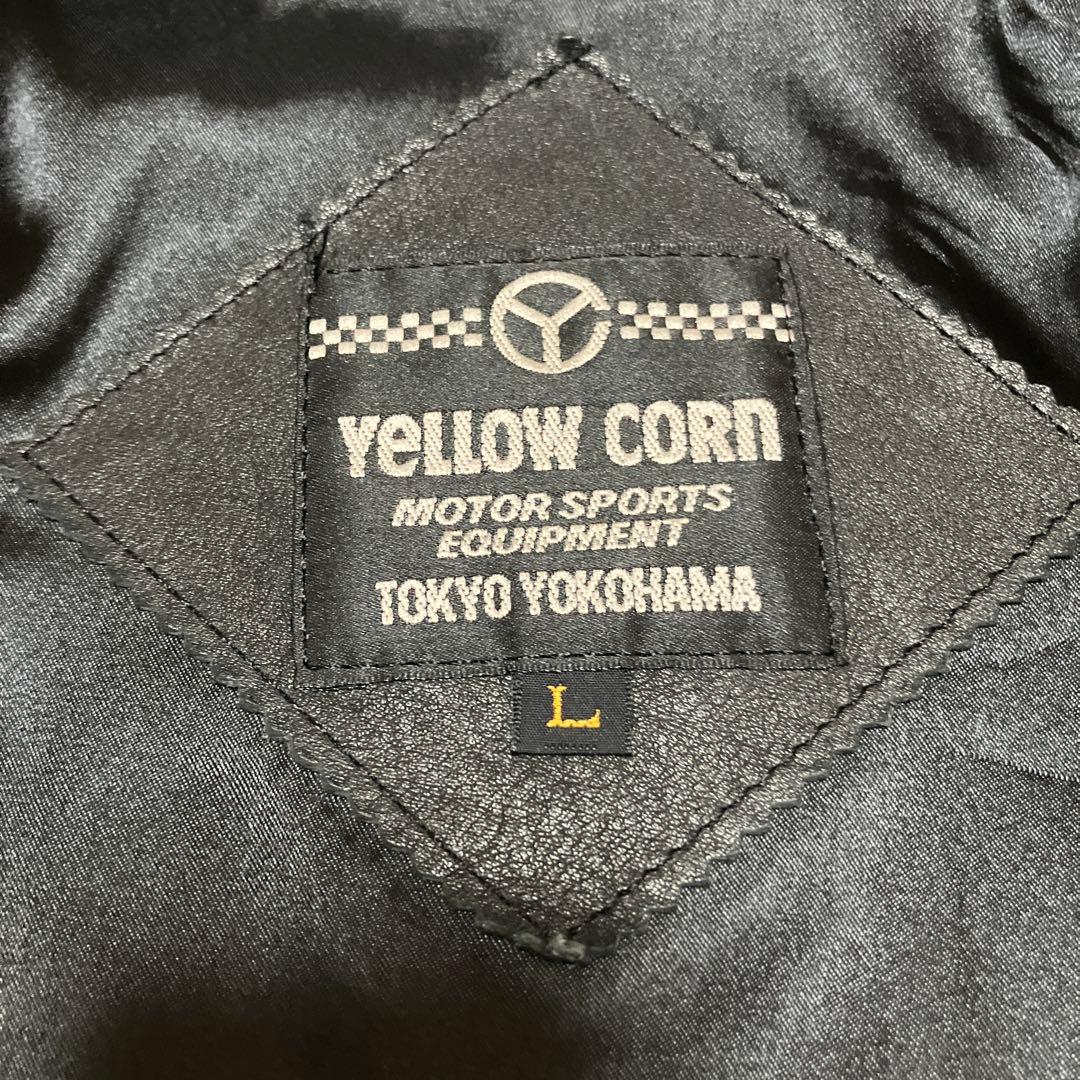 YeLLOW CORn
MOTOR SPORTS
EQUIPMENT
TOKYO YOKOHAMA
L